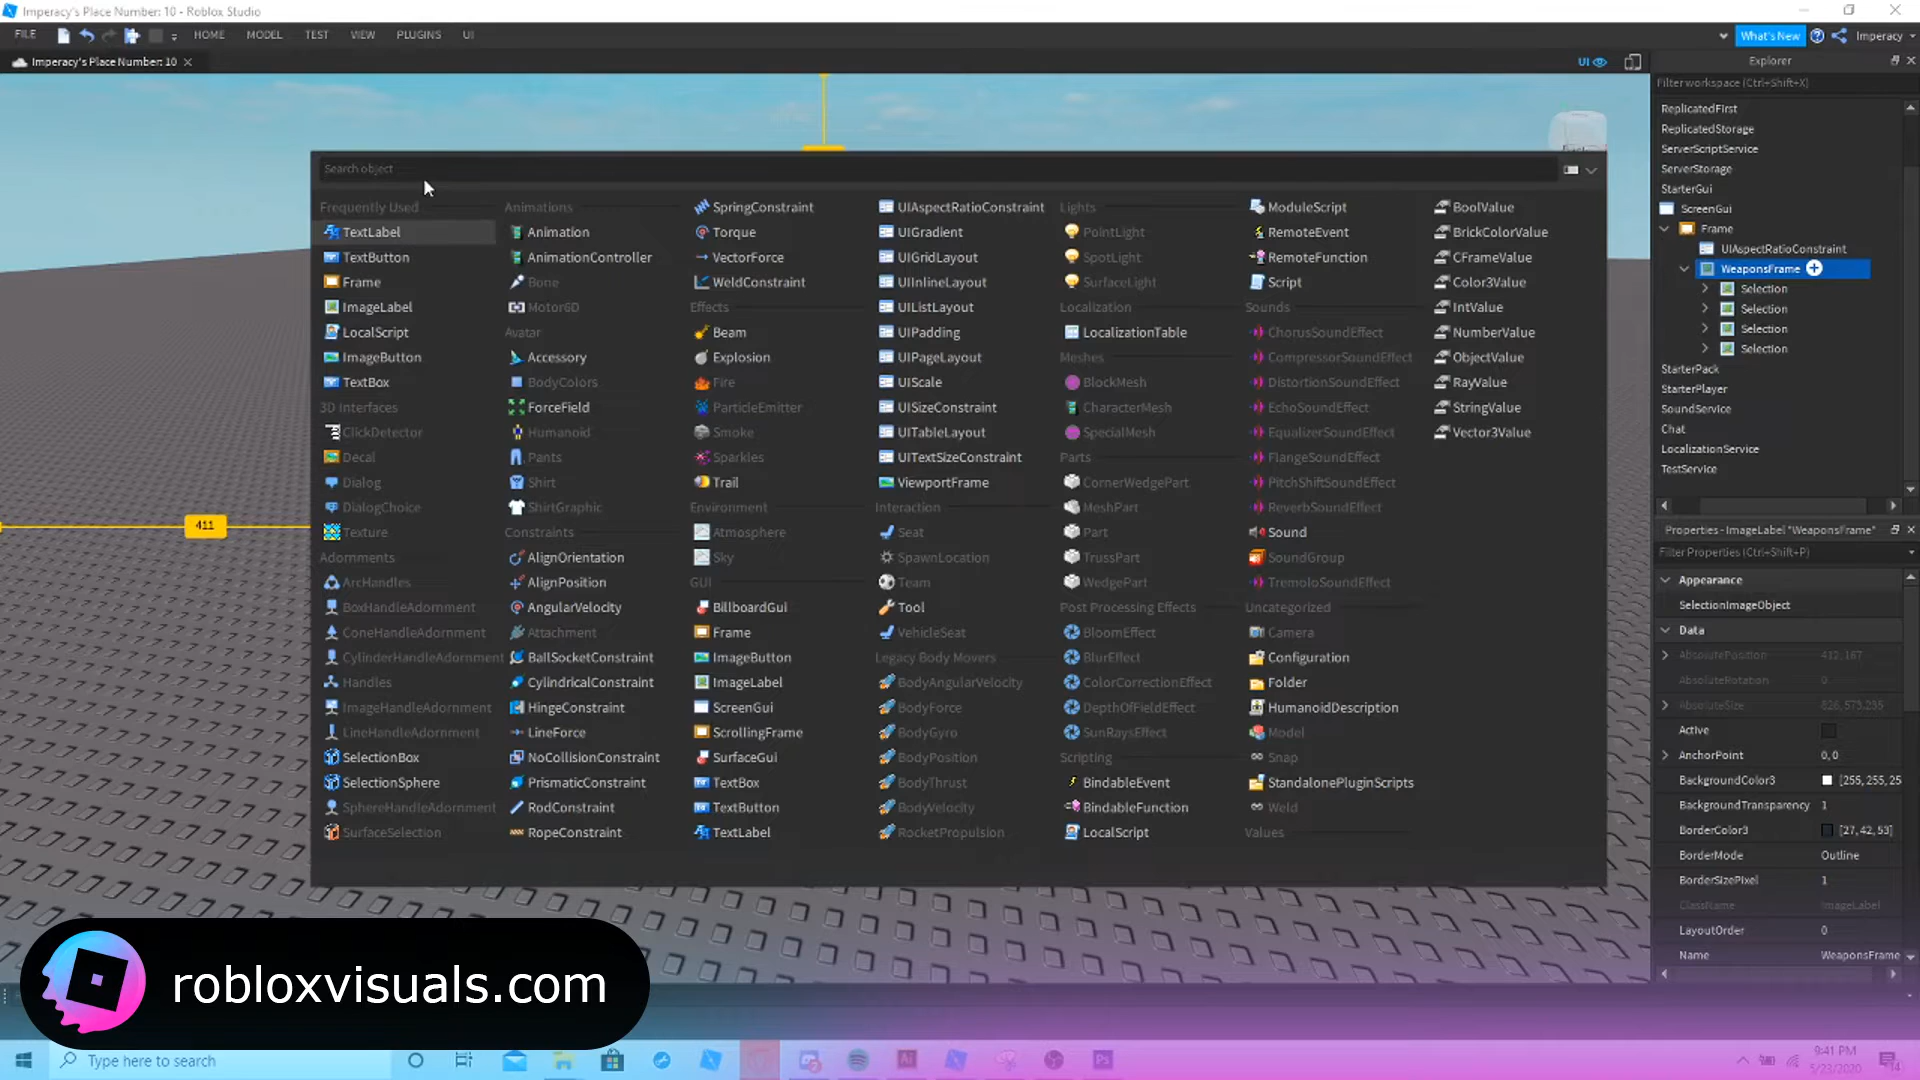 Imperacy's Place Number: 10 - Roblox Studio
FILE HOME MODEL TEST VIEW PLUGINS UI What's New Imperacy
Imperacy's Place Number: 10 UI
Search object
Frequently Used
TextLabel
TextButton
Frame
ImageLabel
LocalScript
ImageButton
TextBox
3D Interfaces
ClickDetector
Decal
Dialog
DialogChoice
Texture
Adornments
ArcHandles
BoxHandleAdornment
ConeHandleAdornment
CylinderHandleAdornment
Handles
ImageHandleAdornment
LineHandleAdornment
SelectionBox
SelectionSphere
SphereHandleAdornment
SurfaceSelection
Animations
Animation
AnimationController
Bone
Motor6D
Avatar
Accessory
BodyColors
ForceField
Humanoid
Pants
Shirt
ShirtGraphic
Constraints
AlignOrientation
AlignPosition
AngularVelocity
Attachment
BallSocketConstraint
CylindricalConstraint
HingeConstraint
LineForce
NoCollisionConstraint
PrismaticConstraint
RodConstraint
RopeConstraint
SpringConstraint
Torque
VectorForce
WeldConstraint
Effects
Beam
Explosion
Fire
ParticleEmitter
Smoke
Sparkles
Trail
Environment
Atmosphere
Sky
GUI
BillboardGui
Frame
ImageButton
ImageLabel
ScreenGui
ScrollingFrame
SurfaceGui
TextBox
TextButton
TextLabel
UIAspectRatioConstraint
UIGradient
UIGridLayout
UIInlineLayout
UIListLayout
UIPadding
UIPageLayout
UIScale
UISizeConstraint
UITableLayout
UITextSizeConstraint
ViewportFrame
Interaction
Seat
SpawnLocation
Team
Tool
VehicleSeat
Legacy Body Movers
BodyAngularVelocity
BodyForce
BodyGyro
BodyPosition
BodyThrust
BodyVelocity
RocketPropulsion
Lights
PointLight
SpotLight
SurfaceLight
Localization
LocalizationTable
Meshes
BlockMesh
CharacterMesh
SpecialMesh
Parts
CornerWedgePart
MeshPart
Part
TrussPart
WedgePart
Post Processing Effects
BloomEffect
BlurEffect
ColorCorrectionEffect
DepthOfFieldEffect
SunRaysEffect
Scripting
BindableEvent
BindableFunction
LocalScript
ModuleScript
RemoteEvent
RemoteFunction
Script
Sounds
ChorusSoundEffect
CompressorSoundEffect
DistortionSoundEffect
EchoSoundEffect
EqualizerSoundEffect
FlangeSoundEffect
PitchShiftSoundEffect
ReverbSoundEffect
Sound
SoundGroup
TremoloSoundEffect
Uncategorized
Camera
Configuration
Folder
HumanoidDescription
Model
Snap
StandalonePluginScripts
Weld
Values
BoolValue
BrickColorValue
CFrameValue
Color3Value
IntValue
NumberValue
ObjectValue
RayValue
StringValue
Vector3Value
411
Explorer
Filter workspace (Ctrl+Shift+X)
ReplicatedFirst
ReplicatedStorage
ServerScriptService
ServerStorage
StarterGui
ScreenGui
Frame
UIAspectRatioConstraint
WeaponsFrame
Selection
Selection
Selection
Selection
StarterPack
StarterPlayer
SoundService
Chat
LocalizationService
TestService
Properties - ImageLabel "WeaponsFrame"
Filter Properties (Ctrl+Shift+P)
Appearance
SelectionImageObject
Data
AbsolutePosition 412, 167
AbsoluteRotation 0
AbsoluteSize 826, 573.235
Active
AnchorPoint 0, 0
BackgroundColor3 [255, 255, 25
BackgroundTransparency 1
BorderColor3 [27, 42, 53]
BorderMode Outline
BorderSizePixel 1
ClassName ImageLabel
LayoutOrder 0
Name WeaponsFrame
robloxvisuals.com
Type here to search
9:41 PM
5/23/2020